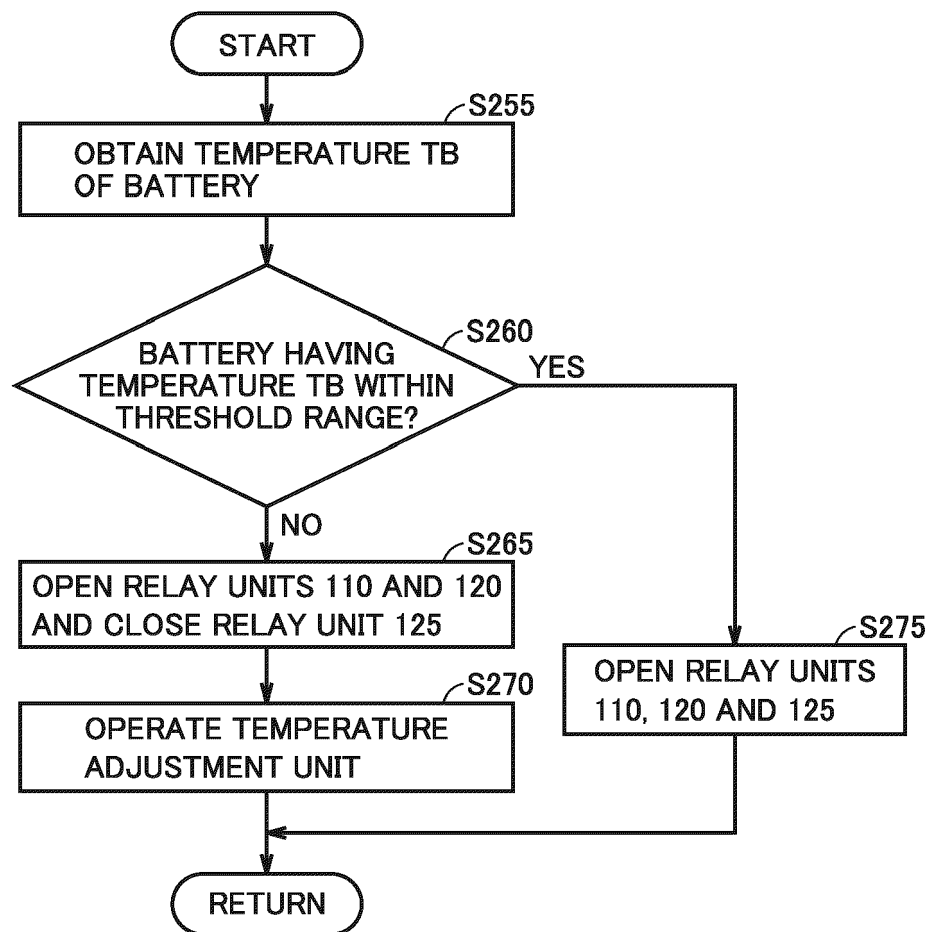 START
S255
OBTAIN TEMPERATURE TB
OF BATTERY
S260
BATTERY HAVING
TEMPERATURE TB WITHIN
THRESHOLD RANGE?
YES
NO
S265
OPEN RELAY UNITS 110 AND 120
AND CLOSE RELAY UNIT 125
S275
OPEN RELAY UNITS
110, 120 AND 125
S270
OPERATE TEMPERATURE
ADJUSTMENT UNIT
RETURN